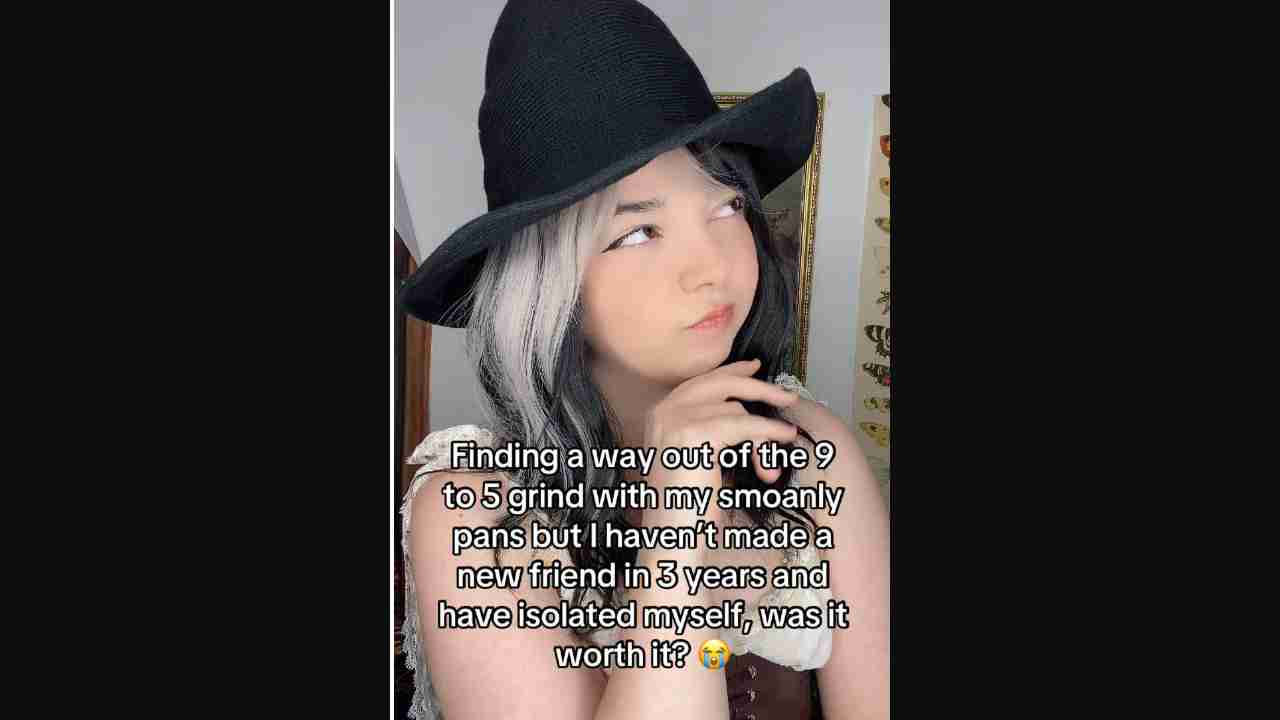 Finding a way out of the 9
to 5 grind with my smoanly
pans but I haven’t made a
new friend in 3 years and
have isolated myself, was it
worth it? 😭